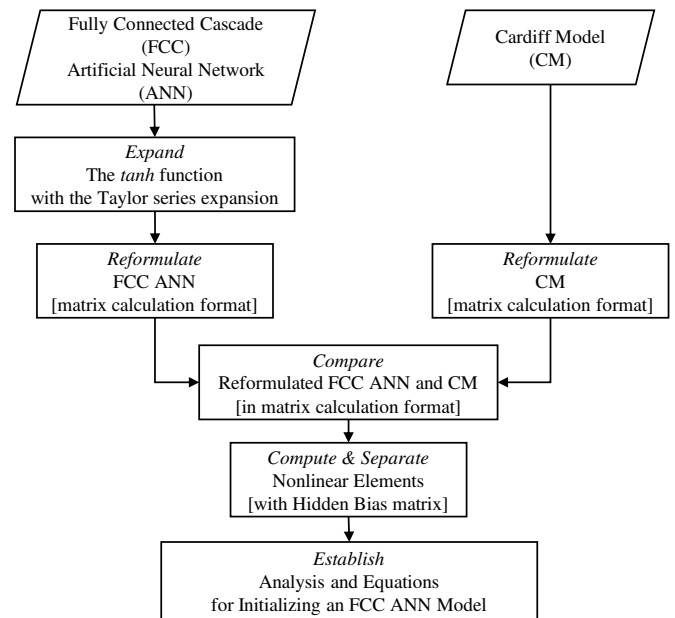 Fully Connected Cascade
(FCC)
Artificial Neural Network
(ANN)
Cardiff Model
(CM)
Expand
The tanh function
with the Taylor series expansion
Reformulate
FCC ANN
[matrix calculation format]
Reformulate
CM
[matrix calculation format]
Compare
Reformulated FCC ANN and CM
[in matrix calculation format]
Compute & Separate
Nonlinear Elements
[with Hidden Bias matrix]
Establish
Analysis and Equations
for Initializing an FCC ANN Model